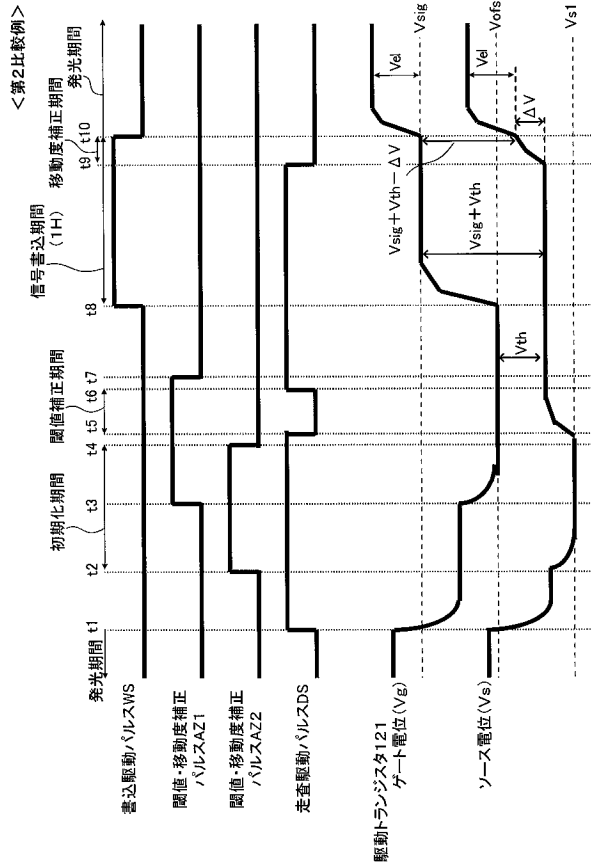 <第2比較例>
発光期間
初期化期間
閾値補正期間
信号書込期間
(1H)
移動度補正期間
発光期間
t1
t2
t3
t4
t5
t6
t7
t8
t9
t10
書込駆動パルスWS
閾値・移動度補正
パルスAZ1
閾値・移動度補正
パルスAZ2
走査駆動パルスDS
駆動トランジスタ121
ゲート電位(Vg)
ソース電位(Vs)
Vel
Vsig
Vsig+Vth-ΔV
Vsig+Vth
Vth
Vofs
Vel
ΔV
Vs1